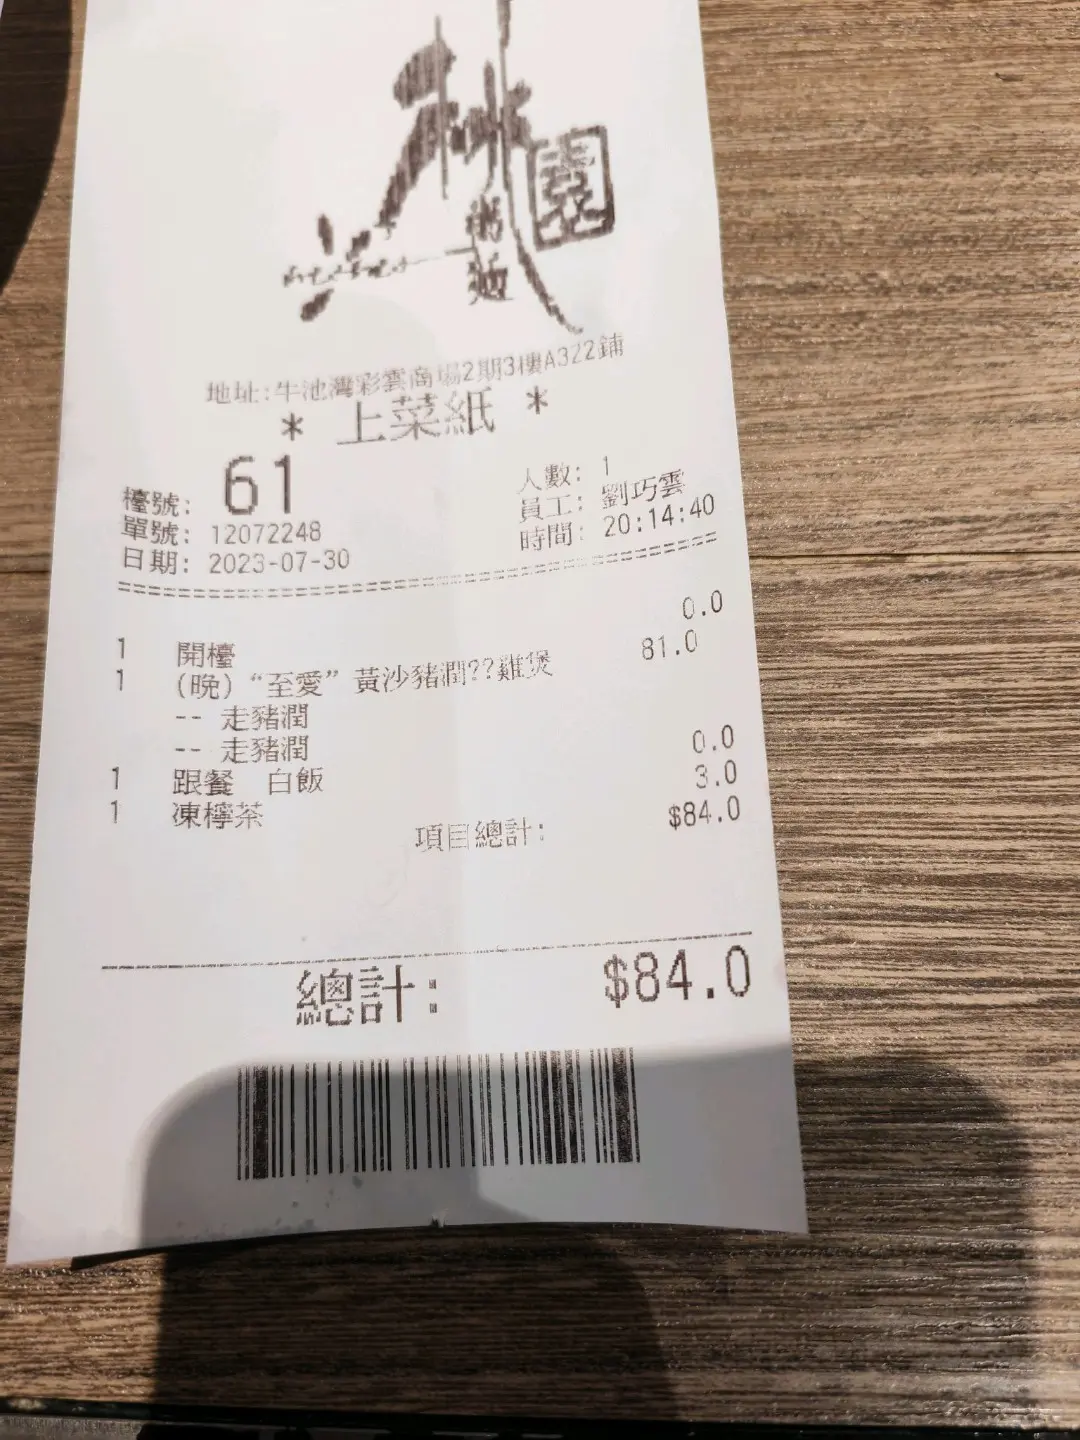 桃
園
粥
麵
地址:牛池灣彩雲商場2期3樓A322鋪
* 上菜紙 *
檯號: 61 人數: 1
單號: 12072248 員工: 劉巧雲
日期: 2023-07-30 時間: 20:14:40
1 開檯 0.0
1 (晚)“至愛”黃沙豬潤??雞煲 81.0
-- 走豬潤
-- 走豬潤
1 跟餐 白飯 0.0
1 凍檸茶 3.0
項目總計: $84.0
總計: $84.0